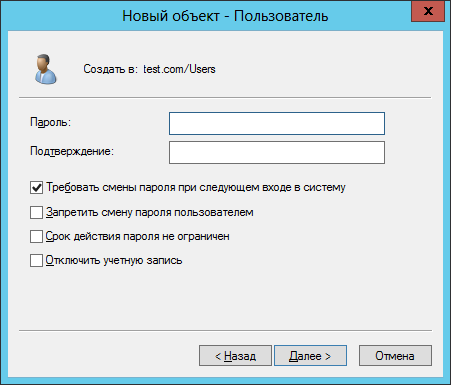 Новый объект - Пользователь
x
Создать в: test.com/Users
Пароль:
Подтверждение:
Требовать смены пароля при следующем входе в систему
Запретить смену пароля пользователем
Срок действия пароля не ограничен
Отключить учетную запись
< Назад Далее > Отмена